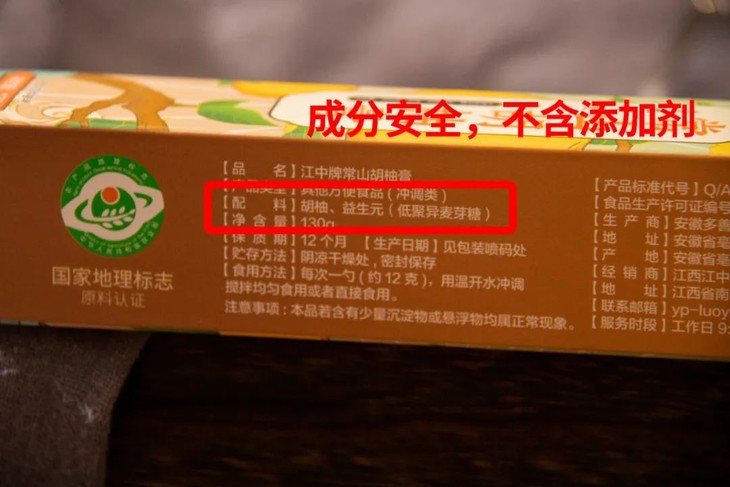 成分安全，不含添加剂
【品　　名】江中牌常山胡柚膏
【产品类型】其他方便食品（冲调类）
【配　　料】胡柚、益生元（低聚异麦芽糖）
【净 含 量】130g
【保 质 期】12个月 【生产日期】见包装喷码处
【贮存方法】阴凉干燥处,密封保存
【食用方法】每次一勺（约12克），用温开水冲调
搅拌均匀食用或者直接食用。
注意事项：本品若含有少量沉淀物或悬浮物均属正常现象。
国家地理标志
原料认证
【产品标准代号】Q/A
【食品生产许可证编号
【生 产 商】安徽多善
【地　　址】安徽省亳
【产　　地】安徽省
【经 销 商】江西江中
【地　　址】江西省南
【联系邮箱】yp-luoy
【服务时段】工作日 9: